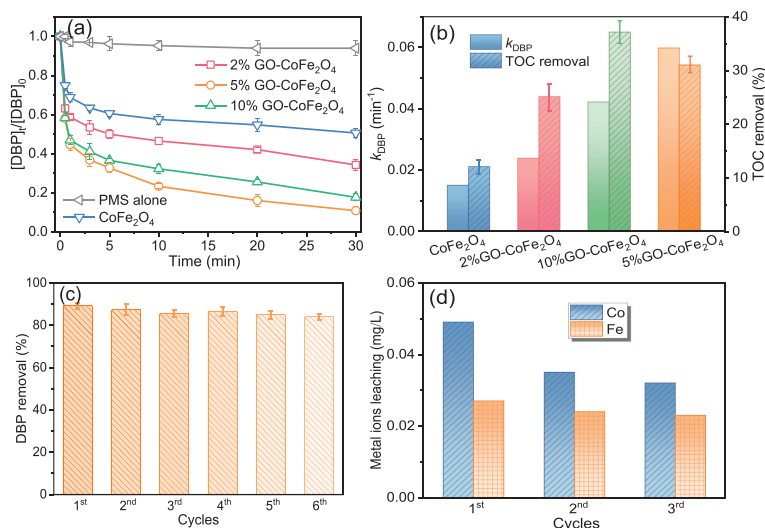 (a)
1.0
0.8
0.6
0.4
0.2
0.0
[DBP]t/[DBP]0
2% GO-CoFe2O4
5% GO-CoFe2O4
10% GO-CoFe2O4
PMS alone
CoFe2O4
0 5 10 15 20 25 30
Time (min)
(b)
0.06
0.04
0.02
0.00
kDBP (min-1)
kDBP
TOC removal
40
30
20
10
0
TOC removal (%)
CoFe2O4
2%GO-CoFe2O4
10%GO-CoFe2O4
5%GO-CoFe2O4
(c)
100
80
60
40
20
0
DBP removal (%)
1st 2nd 3rd 4th 5th 6th
Cycles
(d)
0.06
0.04
0.02
0.00
Metal ions leaching (mg/L)
Co
Fe
1st 2nd 3rd
Cycles